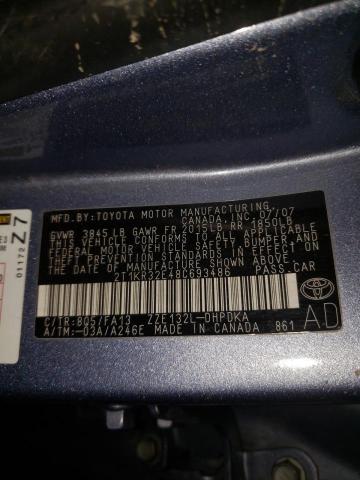 MFD.BY:TOYOTA MOTOR MANUFACTURING
CANADA, INC. 07/07
GVWR 3845 LB GAWR FR 2015LB RR 1850LB
THIS VEHICLE CONFORMS TO ALL APPLICABLE
FEDERAL MOTOR VEHICLE SAFETY, BUMPER AND
THEFT PREVENTION STANDARDS IN EFFECT ON
THE DATE OF MANUFACTURE SHOWN ABOVE.
2T1KR32E48C693486 PASS.CAR
C/TR:8Q5/FA13 ZZE132L-DHPDKA
A/TM:-03A/A246E MADE IN CANADA 861
TOYOTA
AD
01172
Z7